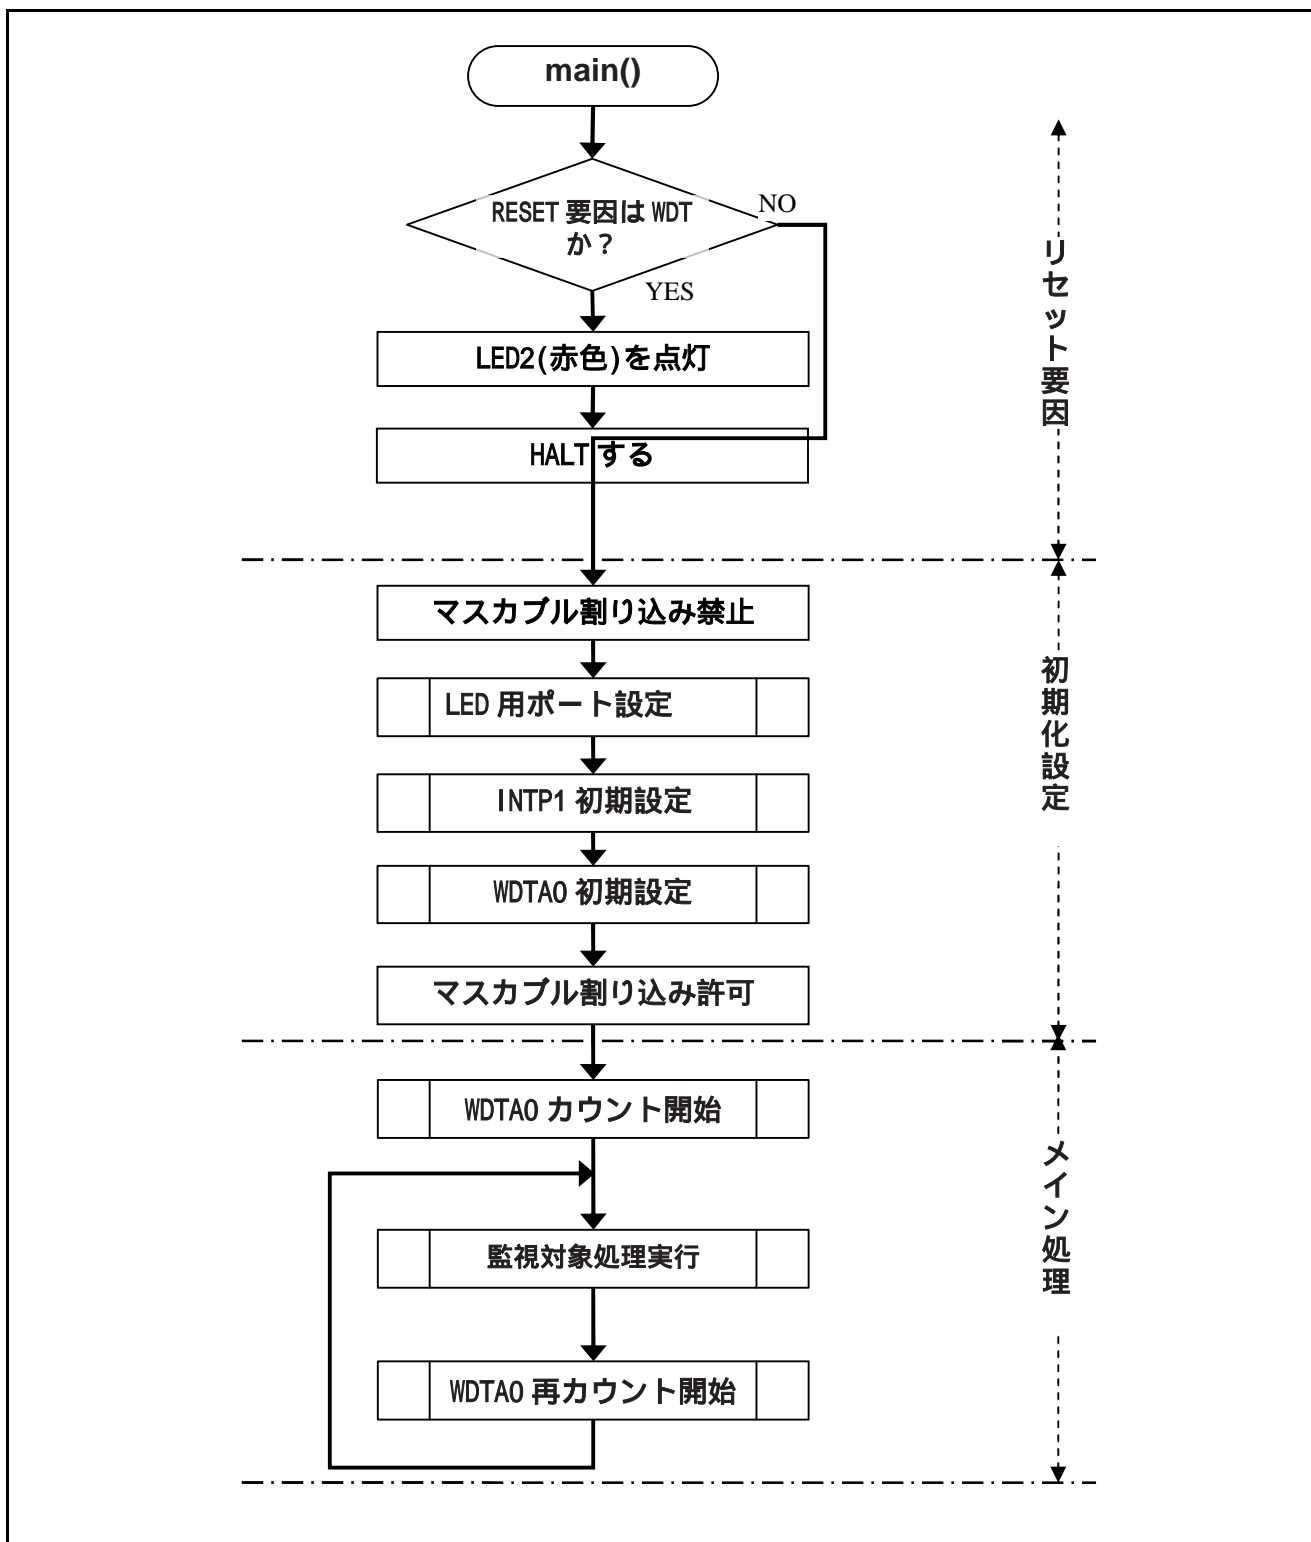 main()
RESET 要因は WDT
か？
NO
YES
LED2(赤色)を点灯
HALT する
リセット要因
マスカブル割り込み禁止
LED 用ポート設定
INTP1 初期設定
WDTA0 初期設定
マスカブル割り込み許可
初期化設定
WDTA0 カウント開始
監視対象処理実行
WDTA0 再カウント開始
メイン処理